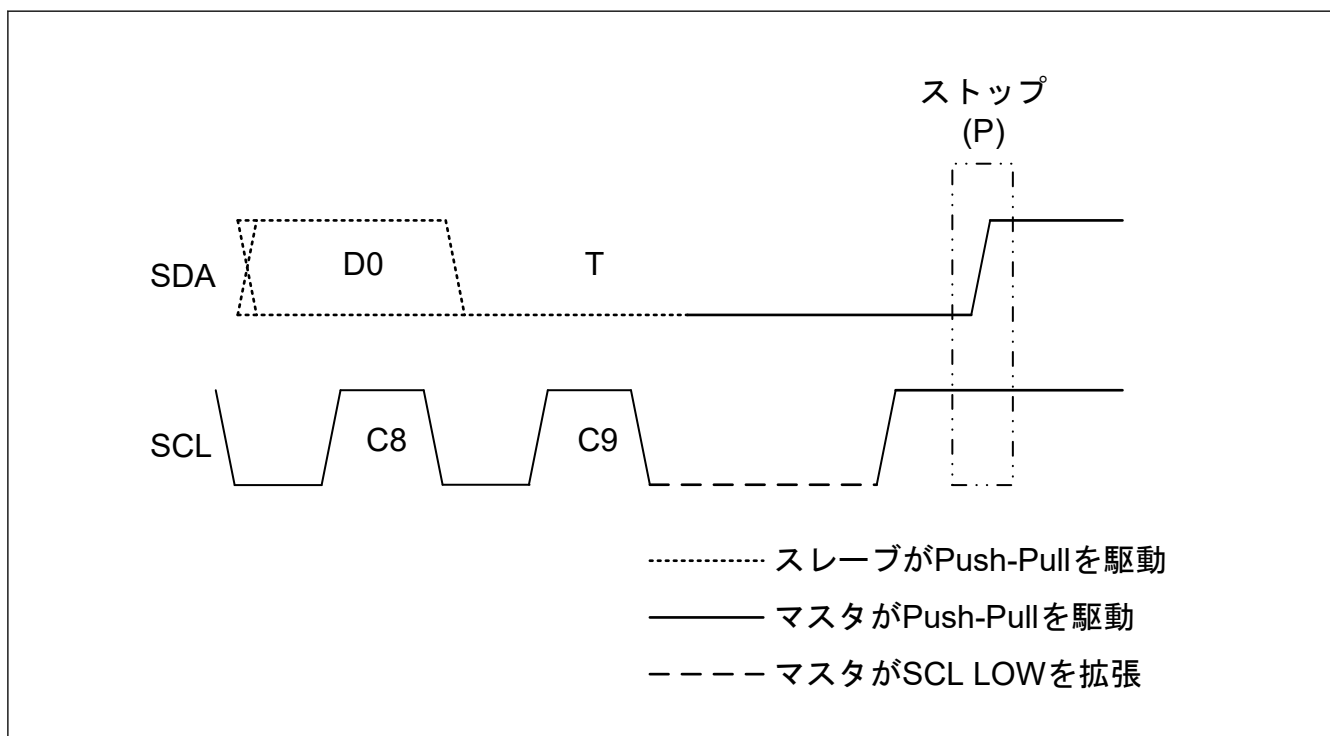 ストップ
(P)
SDA
D0
T
SCL
C8
C9
スレーブがPush-Pullを駆動
マスタがPush-Pullを駆動
マスタがSCL LOWを拡張